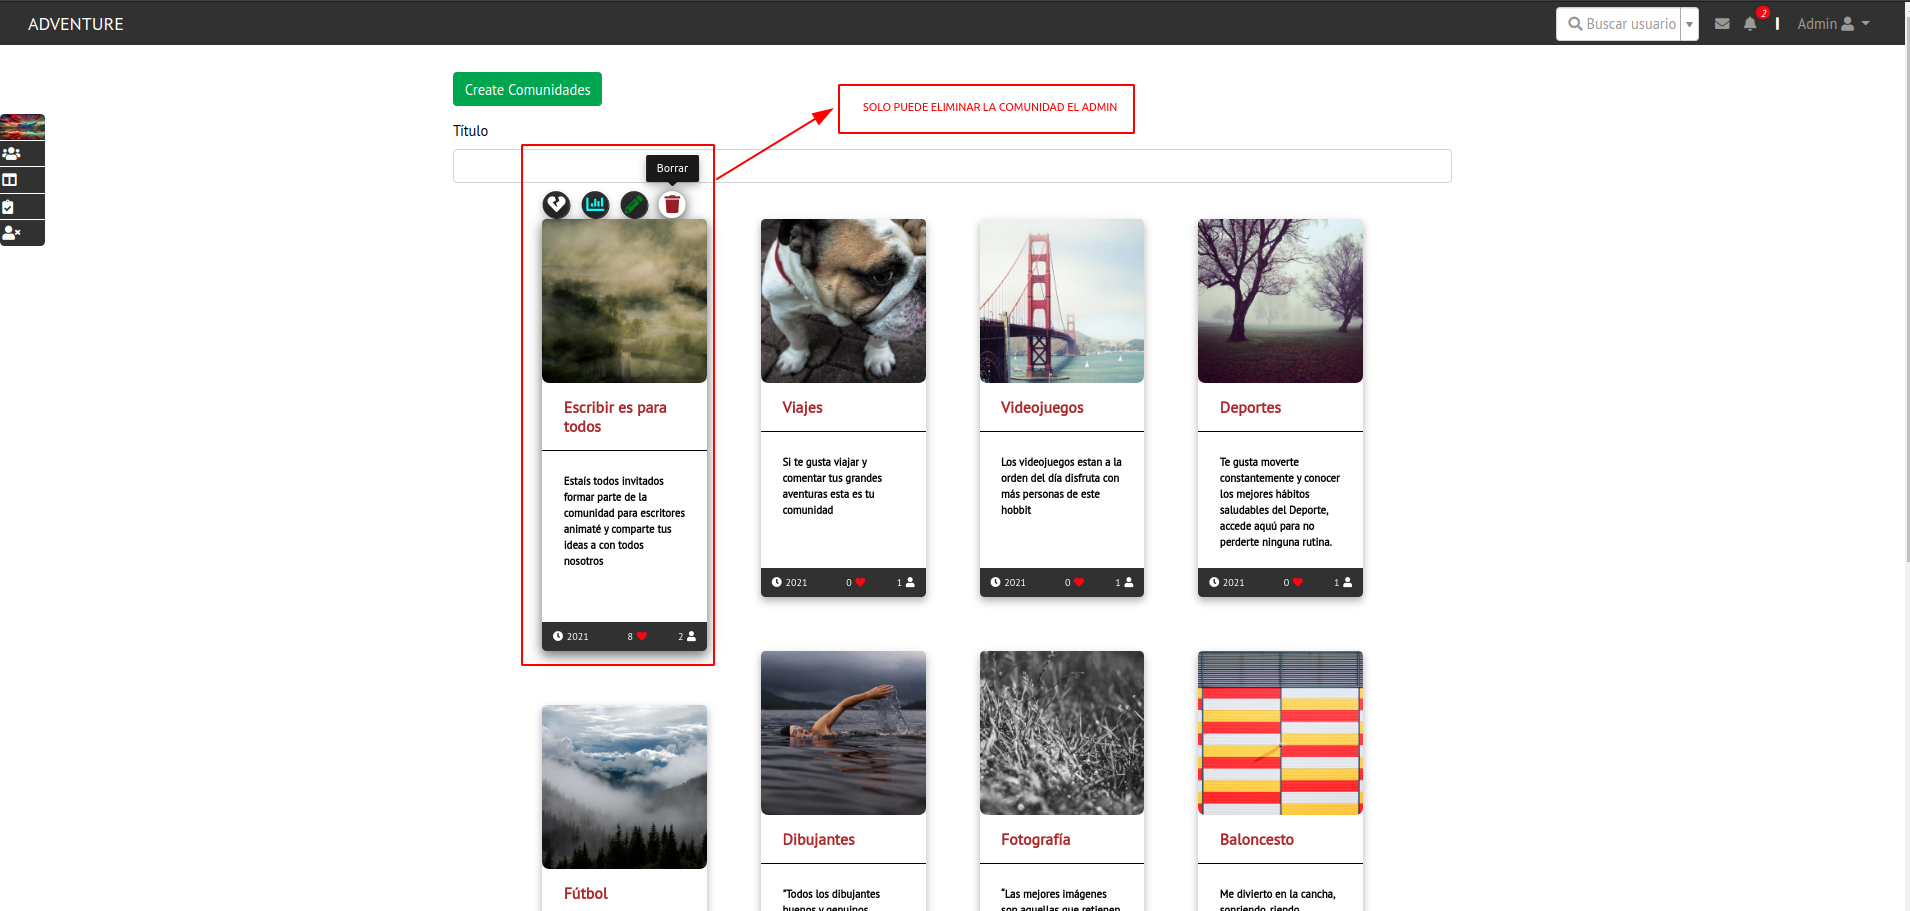 ADVENTURE
Buscar usuario
2
Admin
Create Comunidades
SOLO PUEDE ELIMINAR LA COMUNIDAD EL ADMIN
Título
Borrar
Escribir es para
todos
Estaís todos invitados
formar parte de la
comunidad para escritores
animaté y comparte tus
ideas a con todos
nosotros
2021
8
2
Viajes
Si te gusta viajar y
comentar tus grandes
aventuras esta es tu
comunidad
2021
0
1
Videojuegos
Los videojuegos estan a la
orden del día disfruta con
más personas de este
hobbit
2021
0
1
Deportes
Te gusta moverte
constantemente y conocer
los mejores hábitos
saludables del Deporte,
accede aquú para no
perderte ninguna rutina.
2021
0
1
Fútbol
Dibujantes
"Todos los dibujantes
buenos y genuinos
Fotografía
“Las mejores imágenes
son aquellas que retienen
Baloncesto
Me divierto en la cancha,
sonriendo, riendo